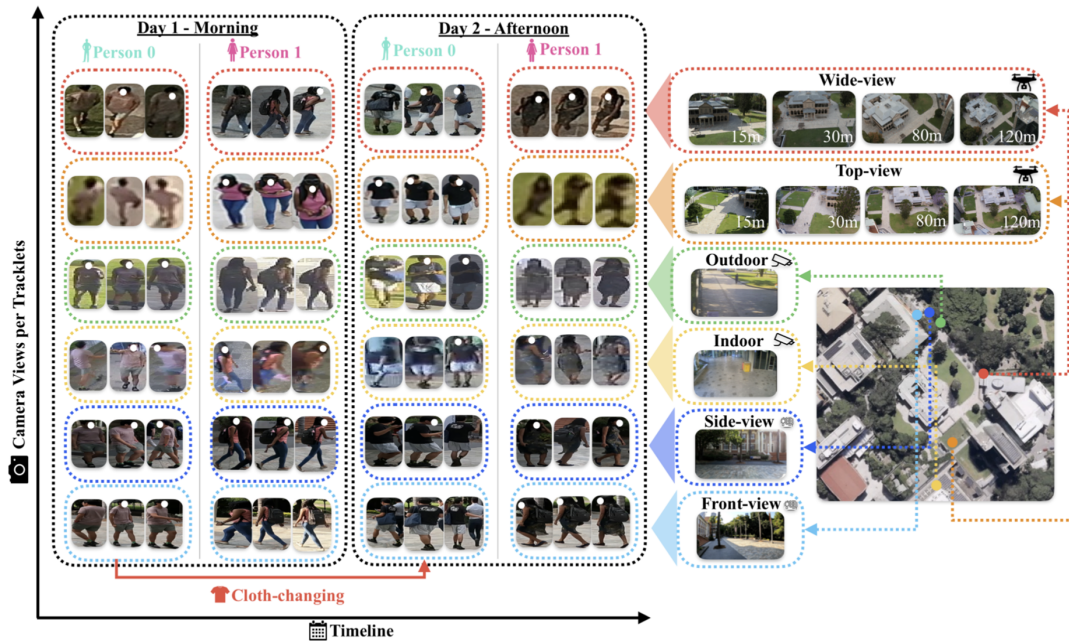 Day 1 - Morning
Day 2 - Afternoon
Person 0
Person 1
Person 0
Person 1
Wide-view
15m
30m
80m
120m
Top-view
15m
30m
80m
120m
Outdoor
Indoor
Side-view
Front-view
Camera Views per Tracklets
Cloth-changing
Timeline